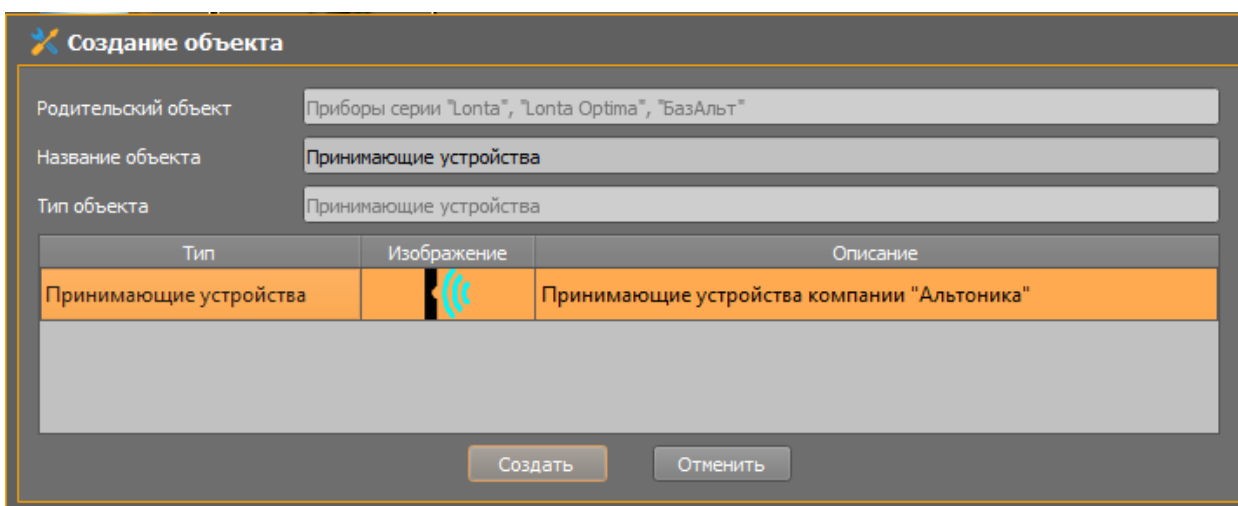 Создание объекта
Родительский объект Приборы серии "Lonta", "Lonta Optima", "БазАльт"
Название объекта Принимающие устройства
Тип объекта Принимающие устройства
Тип Изображение Описание
Принимающие устройства Принимающие устройства компании "Альтоника"
Создать Отменить